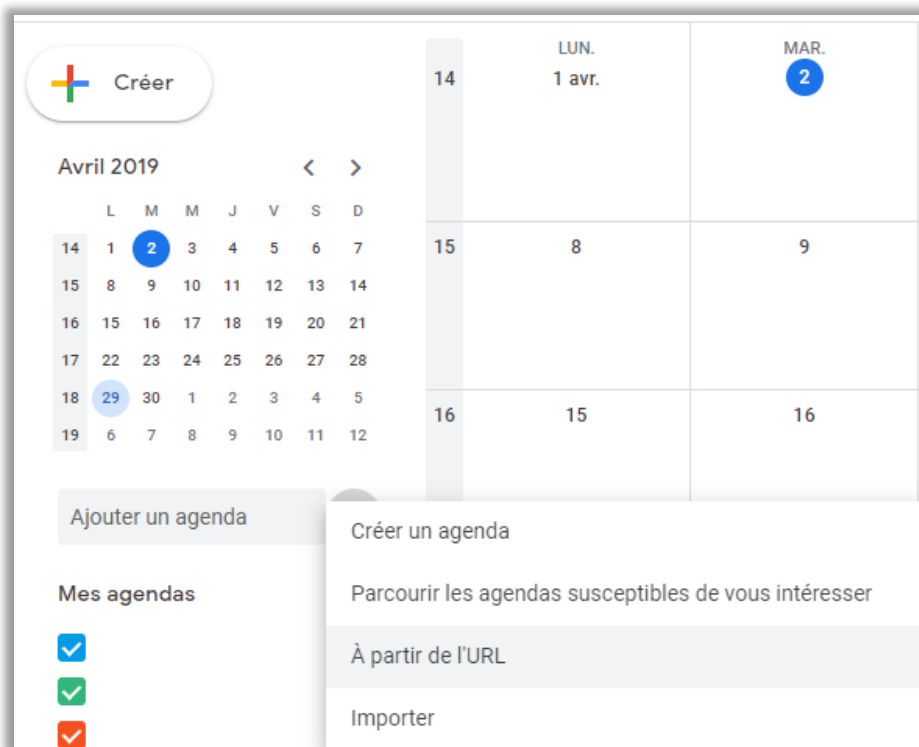 Créer
Avril 2019
L M M J V S D
14 1 2 3 4 5 6 7
15 8 9 10 11 12 13 14
16 15 16 17 18 19 20 21
17 22 23 24 25 26 27 28
18 29 30 1 2 3 4 5
19 6 7 8 9 10 11 12
Ajouter un agenda
Mes agendas
LUN. MAR.
14 1 avr. 2
15 8 9
16 15 16
Créer un agenda
Parcourir les agendas susceptibles de vous intéresser
À partir de l'URL
Importer